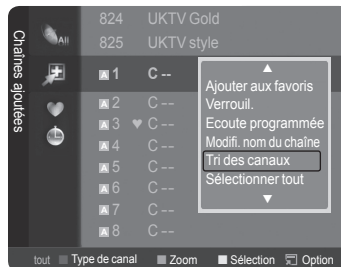 Chaînes ajoutées
All
824 UKTV Gold
825 UKTV style
A 1 C --
A 2 C --
A 3 ♥ C --
A 4 C --
A 5 C --
A 6 C --
A 7 C --
A 8 C --
▲
Ajouter aux favoris
Verrouil.
Ecoute programmée
Modifi. nom du chaîne
Tri des canaux
Sélectionner tout
▼
tout Type de canal Zoom Sélection Option